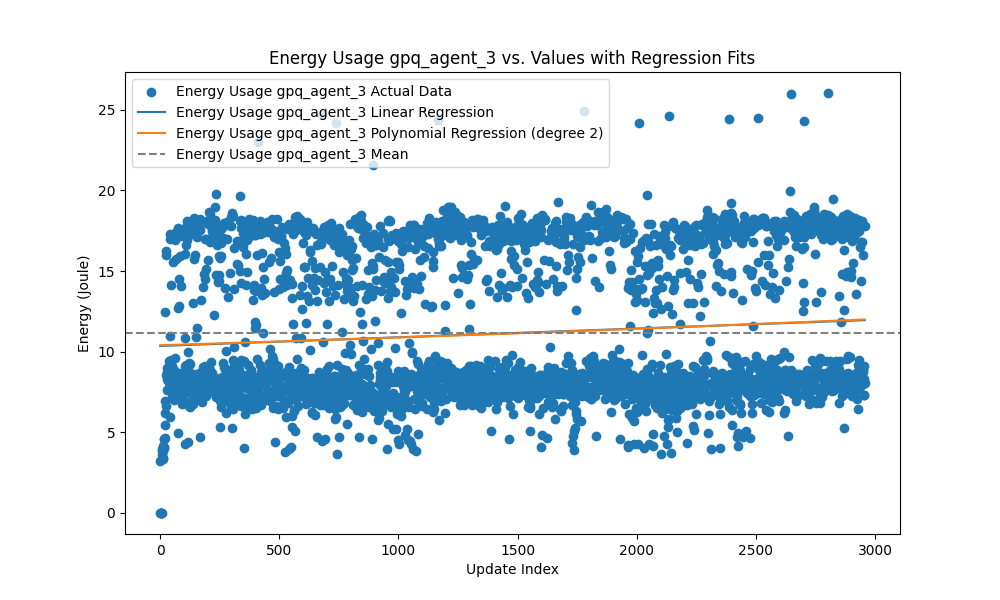 Energy Usage gpq_agent_3 vs. Values with Regression Fits
Energy Usage gpq_agent_3 Actual Data
Energy Usage gpq_agent_3 Linear Regression
Energy Usage gpq_agent_3 Polynomial Regression (degree 2)
Energy Usage gpq_agent_3 Mean
Energy (Joule)
25
20
15
10
5
0
0 500 1000 1500 2000 2500 3000
Update Index